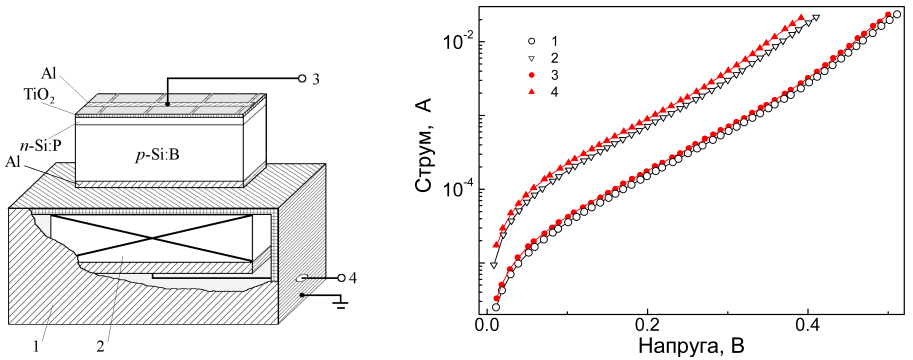 Al
TiO₂
n-Si:P
Al
p-Si:B
3
4
1
2
Струм, А
10⁻²
10⁻⁴
1
2
3
4
0.0
0.2
0.4
Напруга, В